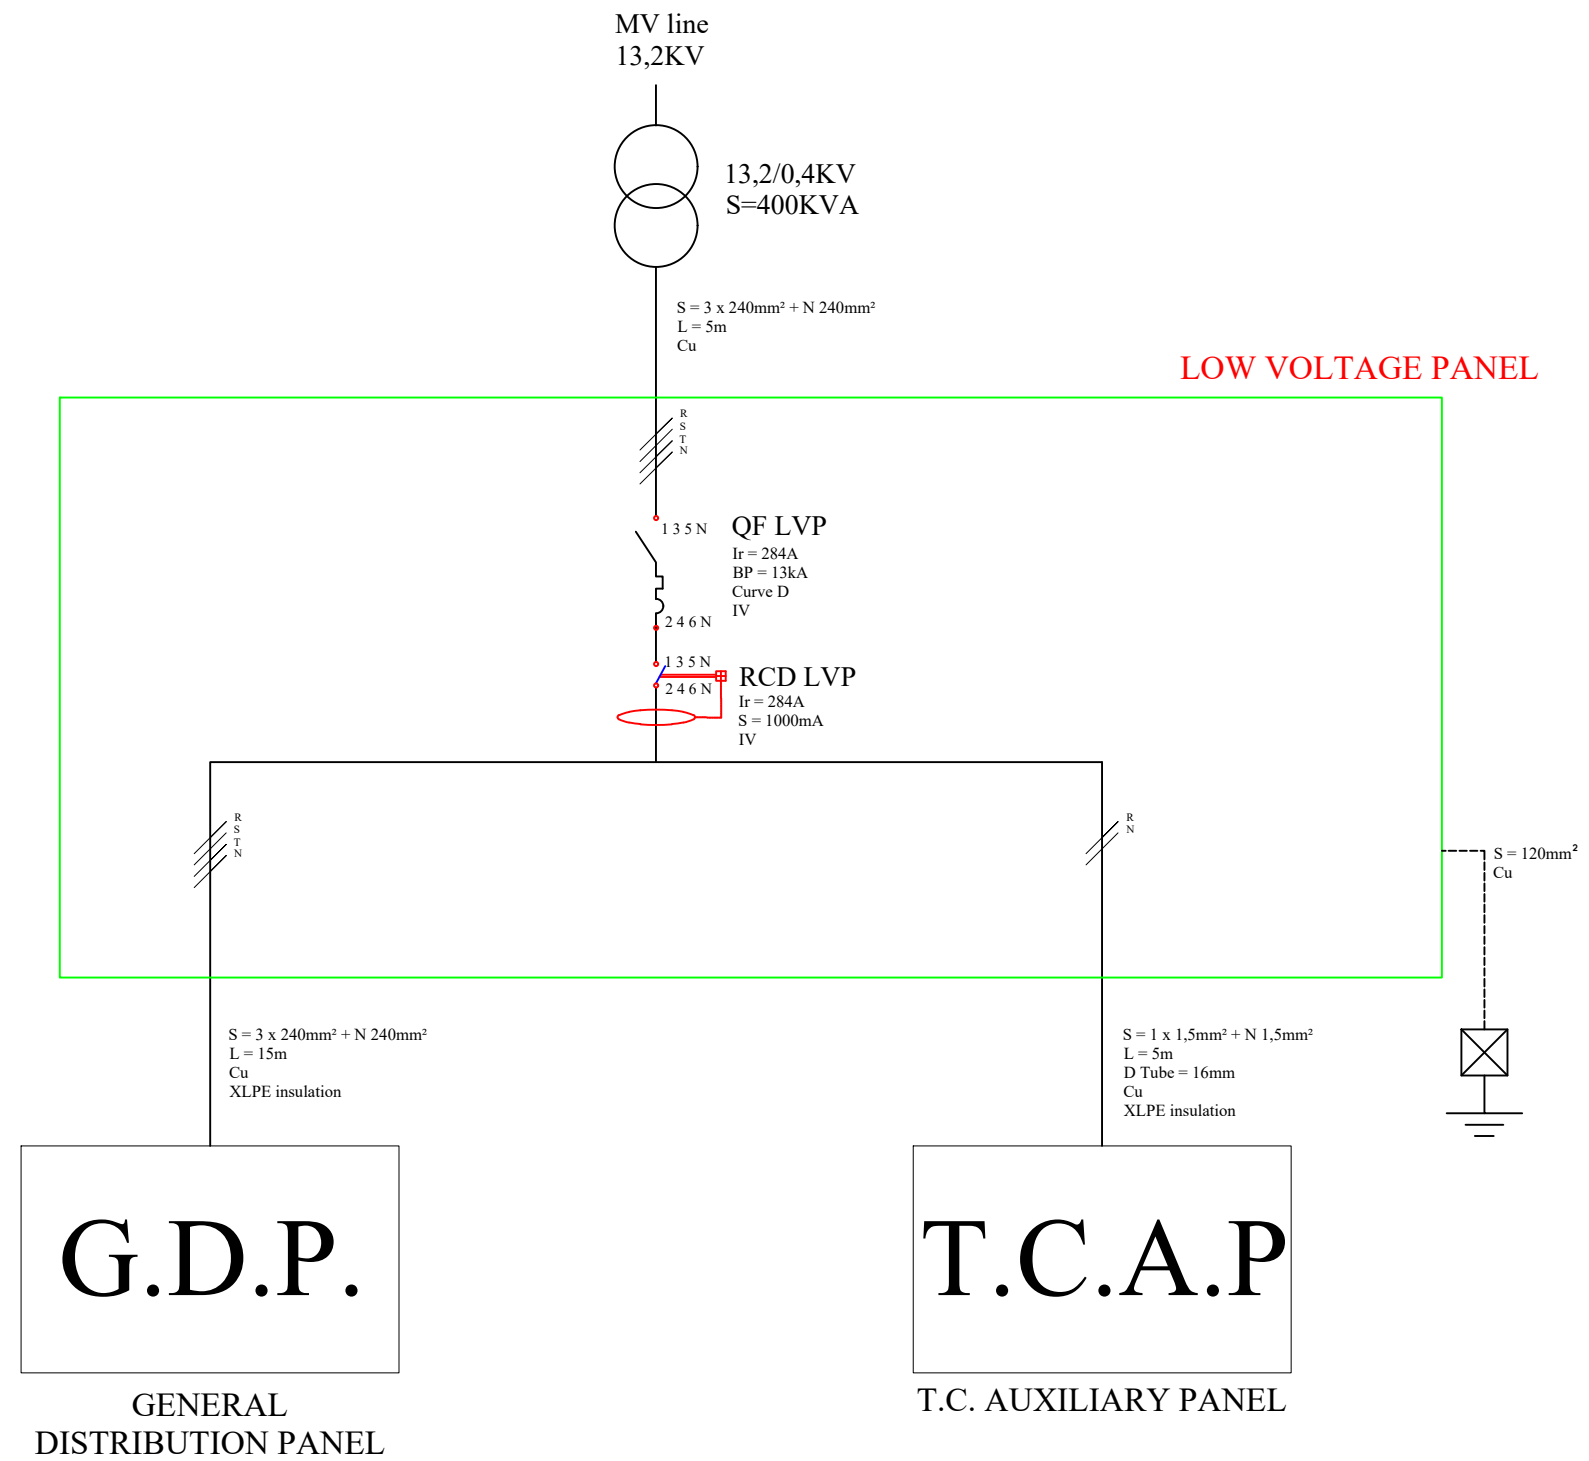 MV line
13,2KV
13,2/0,4KV
S=400KVA
S = 3 x 240mm² + N 240mm²
L = 5m
Cu
LOW VOLTAGE PANEL
R
S
T
N
1 3 5 N
QF LVP
Ir = 284A
BP = 13kA
Curve D
IV
2 4 6 N
1 3 5 N
2 4 6 N
RCD LVP
Ir = 284A
S = 1000mA
IV
R
S
T
N
R
N
S = 120mm²
Cu
S = 3 x 240mm² + N 240mm²
L = 15m
Cu
XLPE insulation
S = 1 x 1,5mm² + N 1,5mm²
L = 5m
D Tube = 16mm
Cu
XLPE insulation
G.D.P.
T.C.A.P
GENERAL
DISTRIBUTION PANEL
T.C. AUXILIARY PANEL